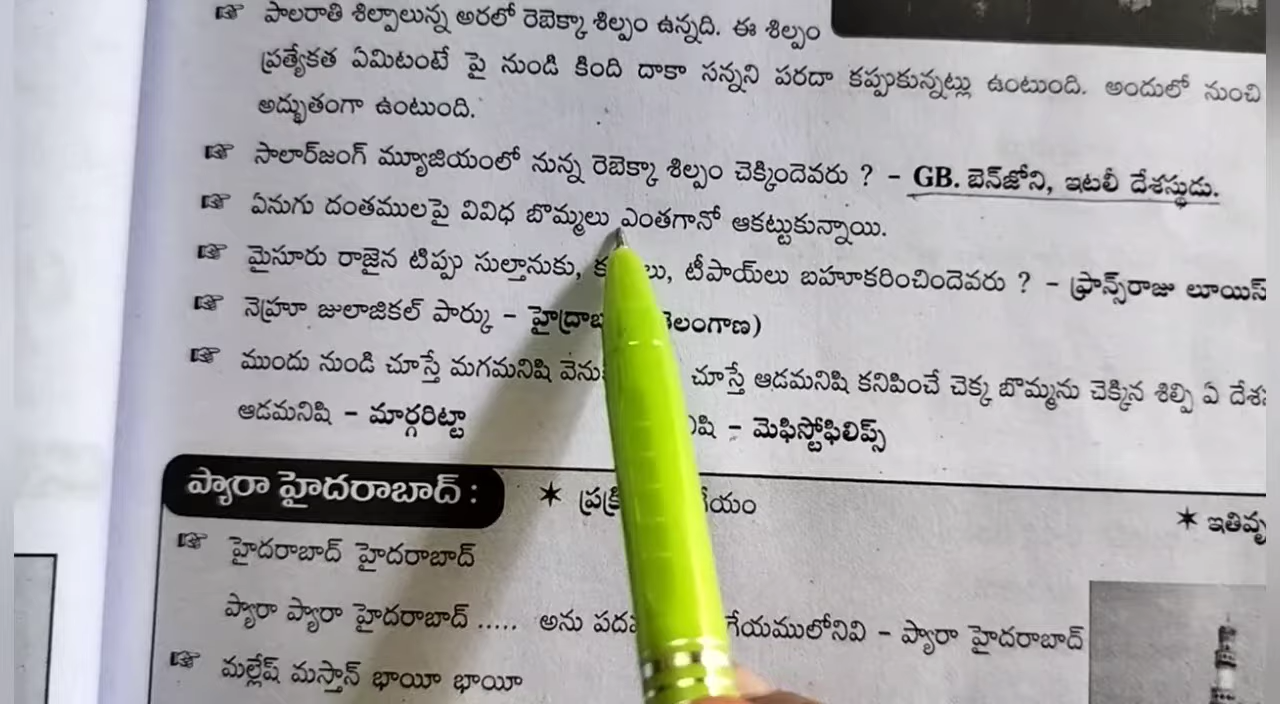 ☞ పాలరాతి శిల్పాలున్న అరలో రెబెక్కా శిల్పం ఉన్నది. ఈ శిల్పం
ప్రత్యేకత ఏమిటంటే పై నుండి కింది దాకా సన్నని పరదా కప్పుకున్నట్లు ఉంటుంది. అందులో నుంచి
అద్భుతంగా ఉంటుంది.
☞ సాలార్‌జంగ్ మ్యూజియంలో నున్న రెబెక్కా శిల్పం చెక్కిందెవరు ? – GB. బెన్‌జోని, ఇటలీ దేశస్థుడు.
☞ ఏనుగు దంతములపై వివిధ బొమ్మలు ఎంతగానో ఆకట్టుకున్నాయి.
☞ మైసూరు రాజైన టిప్పు సుల్తానుకు, టీపాయ్‌లు బహూకరించిందెవరు ? – ఫ్రాన్స్‌రాజు లూయిస్
☞ నెహ్రూ జులాజికల్ పార్కు –
☞ ముందు నుండి చూస్తే మగమనిషి చూస్తే ఆడమనిషి కనిపించే చెక్క బొమ్మను చెక్కిన శిల్పి ఏ
ఆడమనిషి – మార్గరిట్టా – మెఫిస్టోఫిలిప్స్
ప్యారా హైదరాబాద్ :
☞ హైదరాబాద్ హైదరాబాద్
ప్యారా ప్యారా హైదరాబాద్ ..... అను గేయములోనివి – ప్యారా హైదరాబాద్
☞ మల్లేష్ మస్తాన్ భాయీ భాయీ